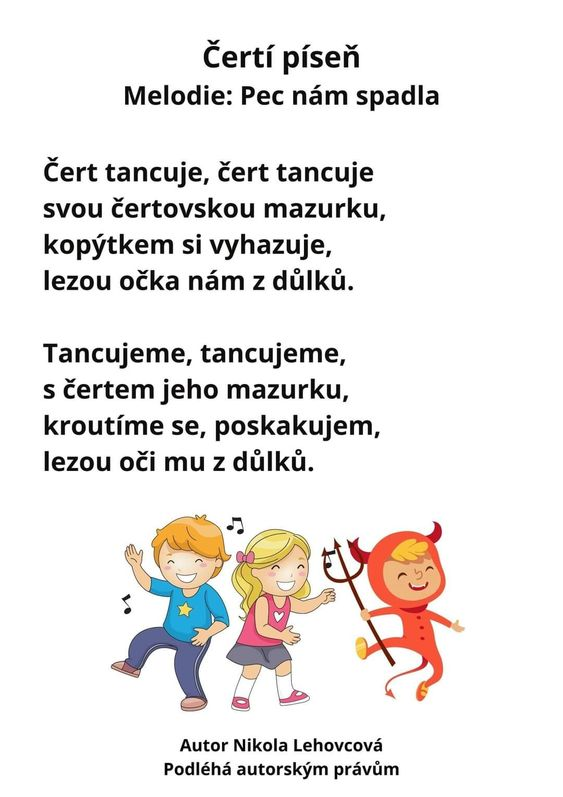 Čertí píseň
Melodie: Pec nám spadla
Čert tancuje, čert tancuje
svou čertovskou mazurku,
kopýtkem si vyhazuje,
lezou očka nám z důlků.
Tancujeme, tancujeme,
s čertem jeho mazurku,
kroutíme se, poskakujem,
lezou oči mu z důlků.
Autor Nikola Lehovcová
Podléhá autorským právům